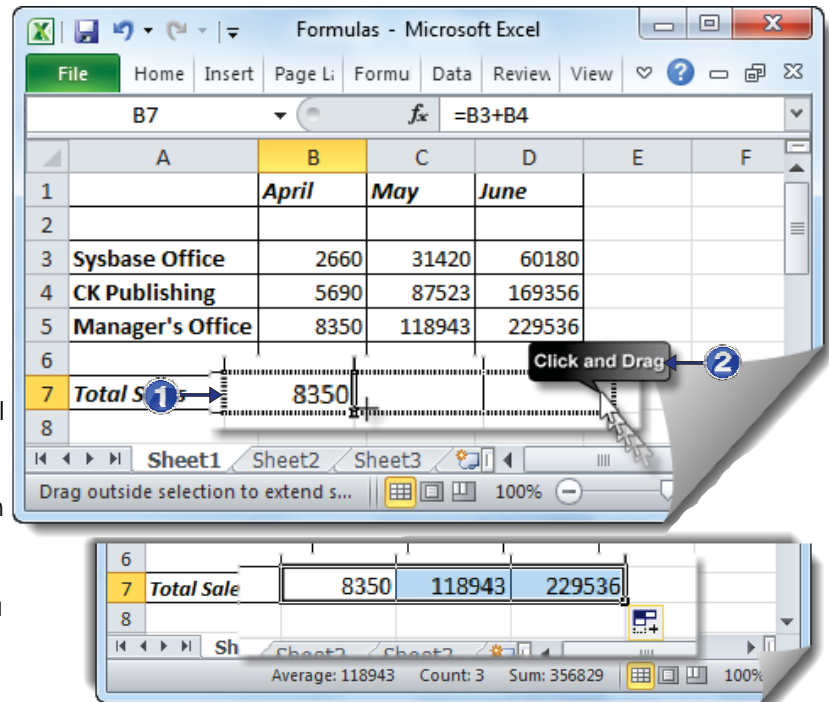 Formulas - Microsoft Excel
File Home Insert Page La Formu Data Review View
B7 fx =B3+B4
A B C D E F
1 April May June
2
3 Sysbase Office 2660 31420 60180
4 CK Publishing 5690 87523 169356
5 Manager's Office 8350 118943 229536
6 Click and Drag 2
7 Total 1 8350
8
Sheet1 Sheet2 Sheet3
Drag outside selection to extend s... 100%
6
7 Total Sale 8350 118943 229536
8
Sh
Average: 118943 Count: 3 Sum: 356829 100%